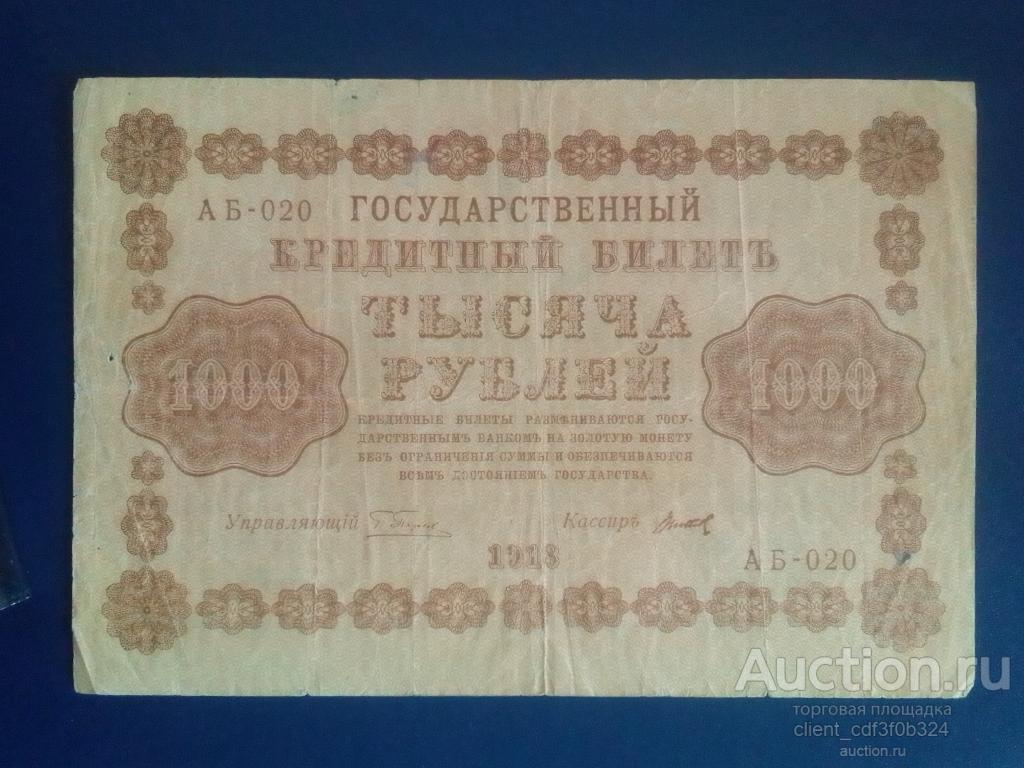 АБ-020 ГОСУДАРСТВЕННЫЙ
КРЕДИТНЫЙ БИЛЕТЪ
ТЫСЯЧА
РУБЛЕЙ
1000
1000
КРЕДИТНЫЕ БИЛЕТЫ РАЗМѢНИВАЮТСЯ ГОСУ-
ДАРСТВЕННЫМЪ БАНКОМЪ НА ЗОЛОТУЮ МОНЕТУ
БЕЗЪ ОГРАНИЧЕНІЯ СУММЫ И ОБЕЗПЕЧИВАЮТСЯ
ВСѢМЪ ДОСТОЯНІЕМЪ ГОСУДАРСТВА.
Управляющій
Кассиръ
1918
АБ-020
Auction.ru
торговая площадка
client_cdf3f0b324
auction.ru